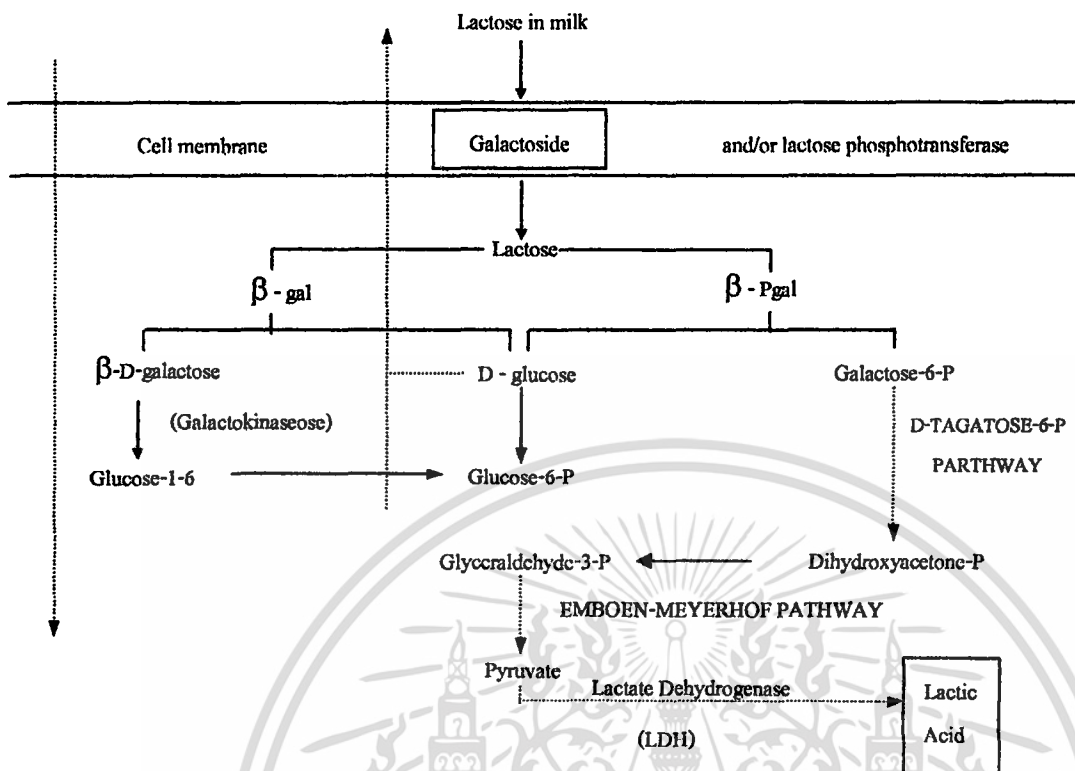 Lactose in milk
Cell membrane
Galactoside
and/or lactose phosphotransferase
Lactose
β - gal
β - Pgal
β-D-galactose
D - glucose
Galactose-6-P
(Galactokinaseose)
D-TAGATOSE-6-P
PARTHWAY
Glucose-1-6
Glucose-6-P
Glyceraldehyde-3-P
Dihydroxyacetone-P
EMBOEN-MEYERHOF PATHWAY
Pyruvate
Lactate Dehydrogenase
(LDH)
Lactic
Acid